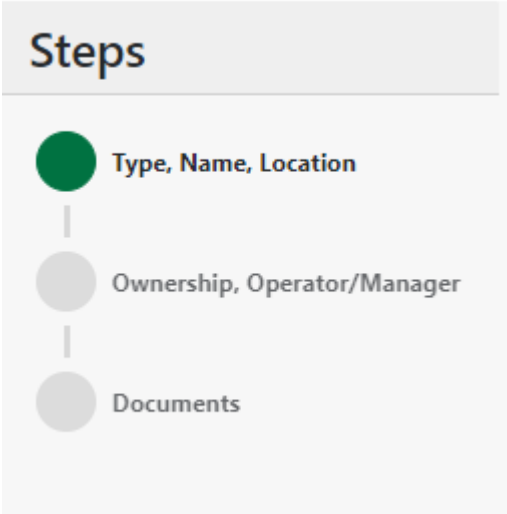 Steps
Type, Name, Location
Ownership, Operator/Manager
Documents